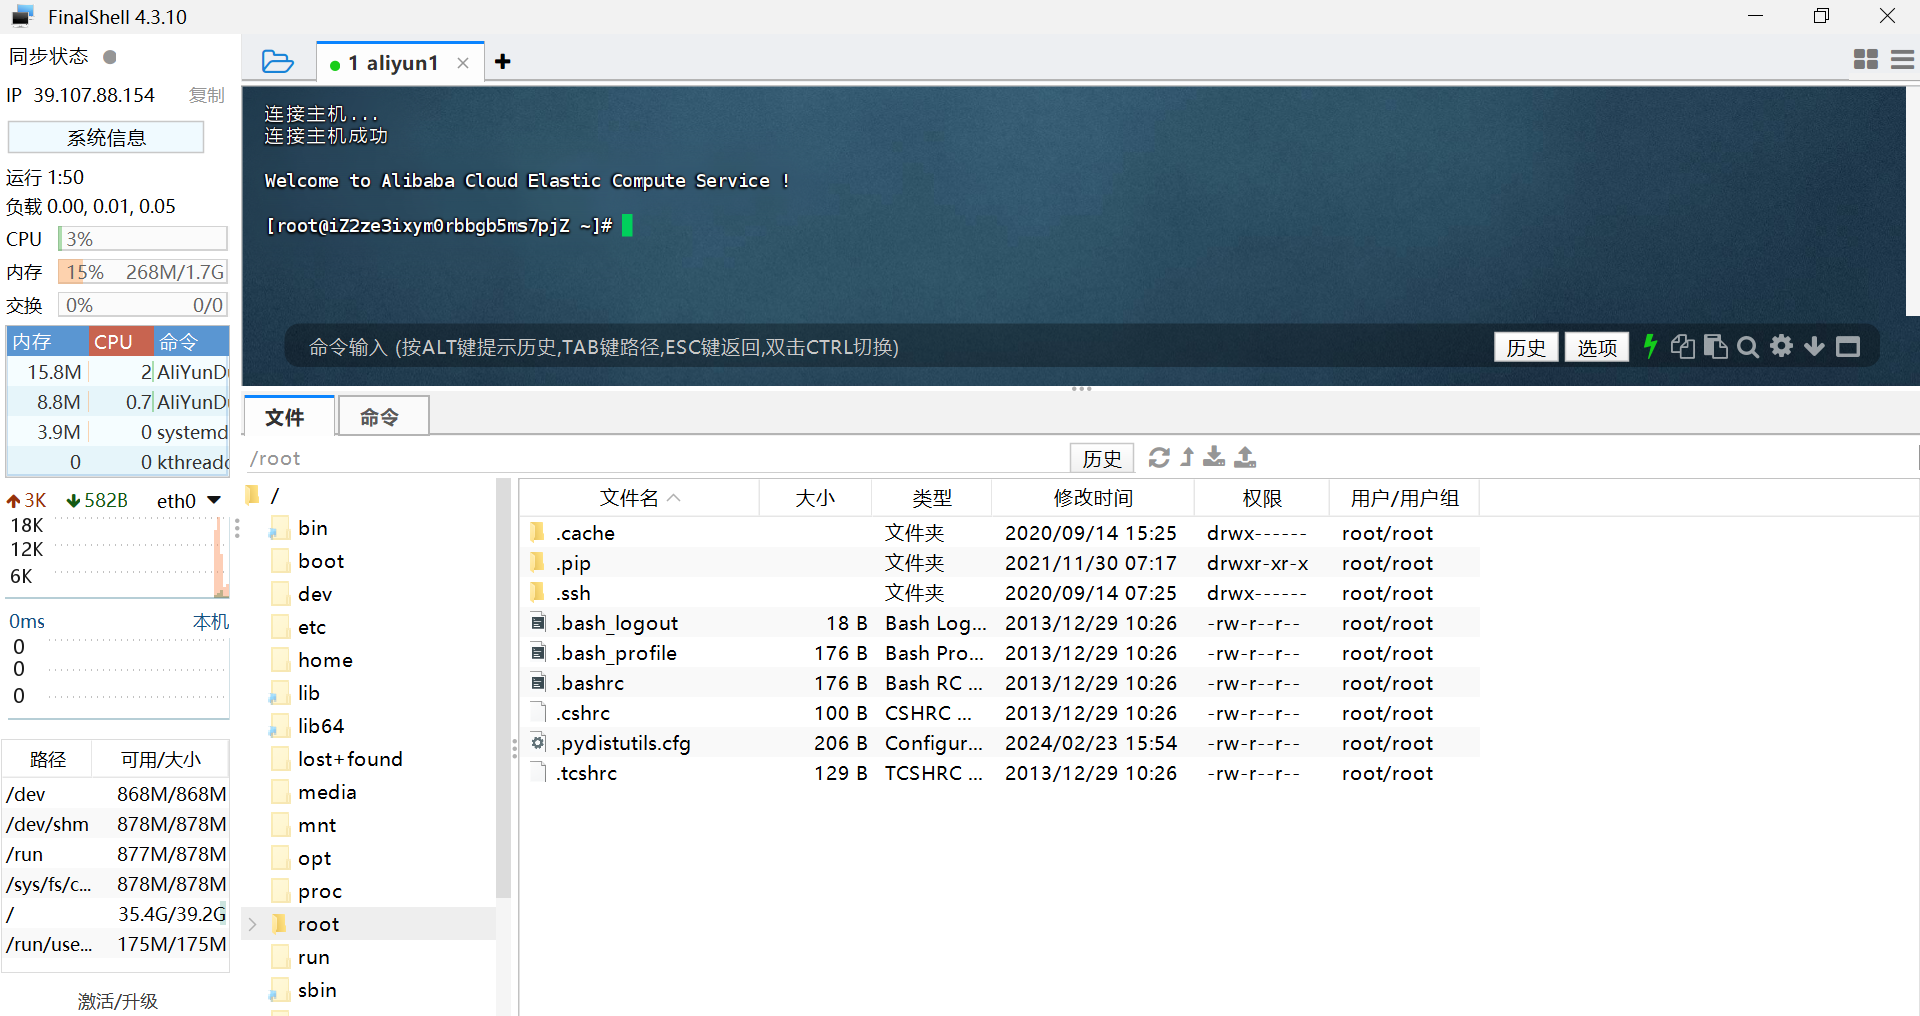 FinalShell 4.3.10
同步状态
IP 39.107.88.154 复制
系统信息
运行 1:50
负载 0.00, 0.01, 0.05
CPU 3%
内存 15% 268M/1.7G
交换 0% 0/0
内存 CPU 命令
15.8M 2 AliYunDu
8.8M 0.7 AliYunDu
3.9M 0 systemd
0 0 kthreadd
3K 582B eth0
18K
12K
6K
0ms 本机
0
0
0
路径 可用/大小
/dev 868M/868M
/dev/shm 878M/878M
/run 877M/878M
/sys/fs/c... 878M/878M
/ 35.4G/39.2G
/run/use... 175M/175M
激活/升级
1 aliyun1
连接主机...
连接主机成功
Welcome to Alibaba Cloud Elastic Compute Service !
[root@iZ2ze3ixym0rbbgb5ms7pjZ ~]#
命令输入 (按ALT键提示历史,TAB键路径,ESC键返回,双击CTRL切换)
历史 选项
文件 命令
/root 历史
/
bin
boot
dev
etc
home
lib
lib64
lost+found
media
mnt
opt
proc
root
run
sbin
文件名 大小 类型 修改时间 权限 用户/用户组
.cache 文件夹 2020/09/14 15:25 drwx------ root/root
.pip 文件夹 2021/11/30 07:17 drwxr-xr-x root/root
.ssh 文件夹 2020/09/14 07:25 drwx------ root/root
.bash_logout 18 B Bash Log... 2013/12/29 10:26 -rw-r--r-- root/root
.bash_profile 176 B Bash Pro... 2013/12/29 10:26 -rw-r--r-- root/root
.bashrc 176 B Bash RC ... 2013/12/29 10:26 -rw-r--r-- root/root
.cshrc 100 B CSHRC ... 2013/12/29 10:26 -rw-r--r-- root/root
.pydistutils.cfg 206 B Configur... 2024/02/23 15:54 -rw-r--r-- root/root
.tcshrc 129 B TCSHRC ... 2013/12/29 10:26 -rw-r--r-- root/root